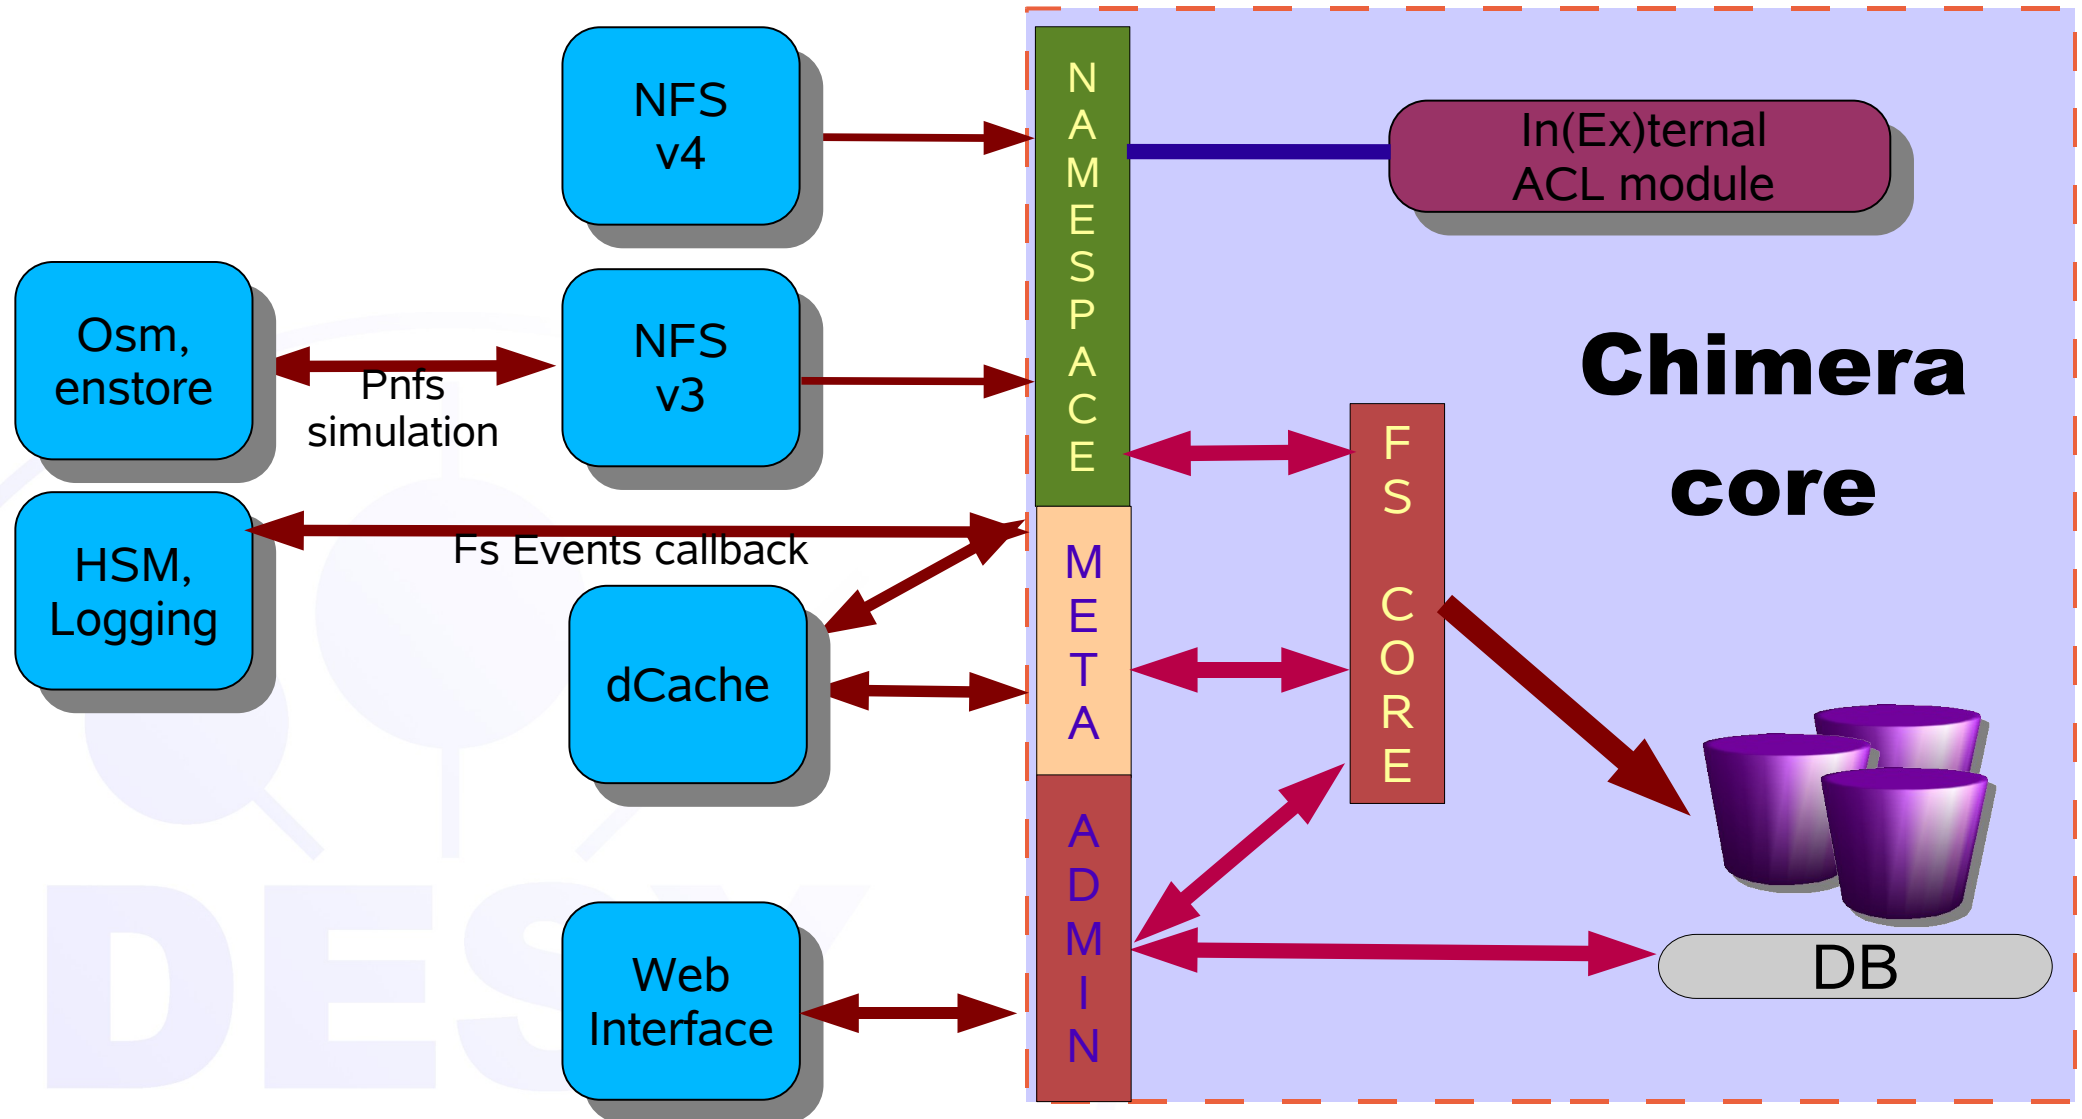 NFS
v4
NFS
v3
Osm,
enstore
Pnfs
simulation
HSM,
Logging
Fs Events callback
dCache
Web
Interface
NAMESPACE
META
ADMIN
In(Ex)ternal
ACL module
FS CORE
Chimera
core
DB
DESY